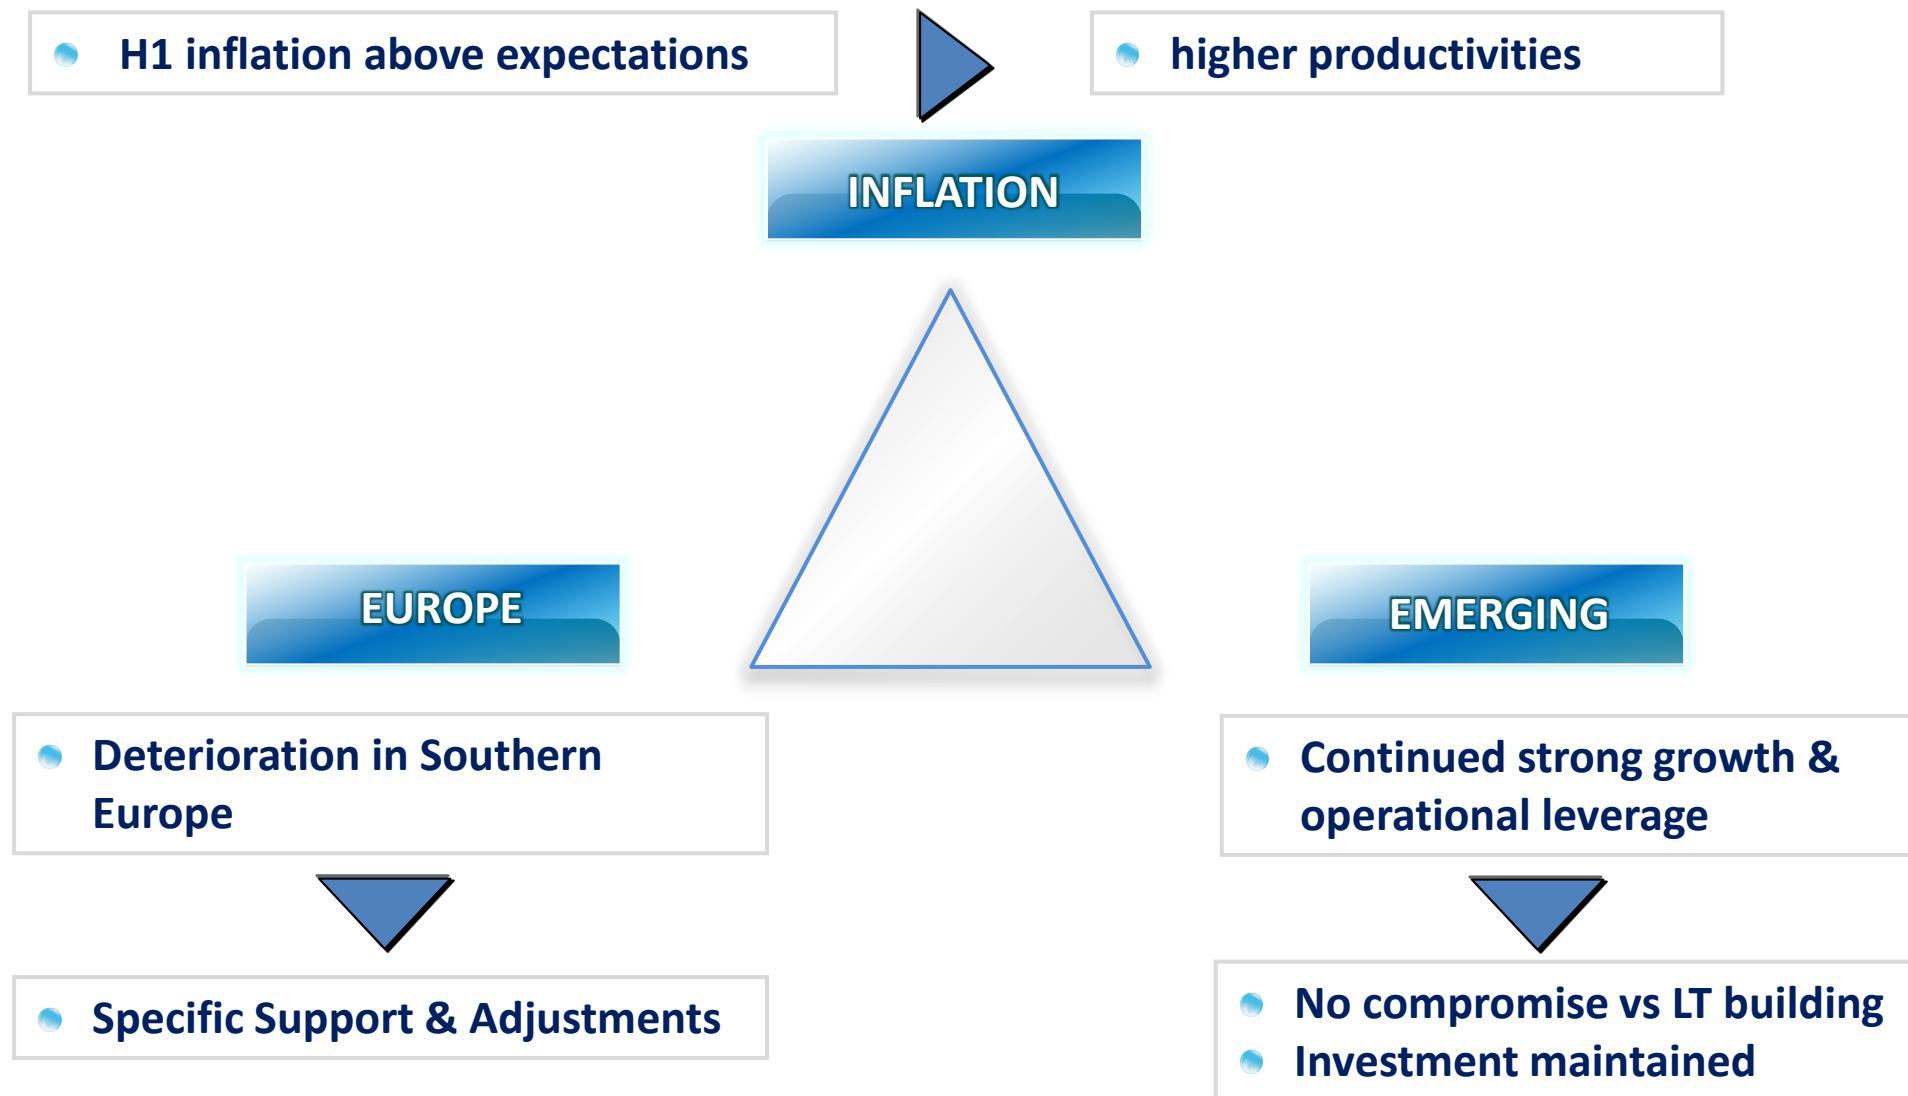 H1 inflation above expectations
higher productivities
INFLATION
EUROPE
EMERGING
Deterioration in Southern
Europe
Continued strong growth &
operational leverage
Specific Support & Adjustments
No compromise vs LT building
Investment maintained